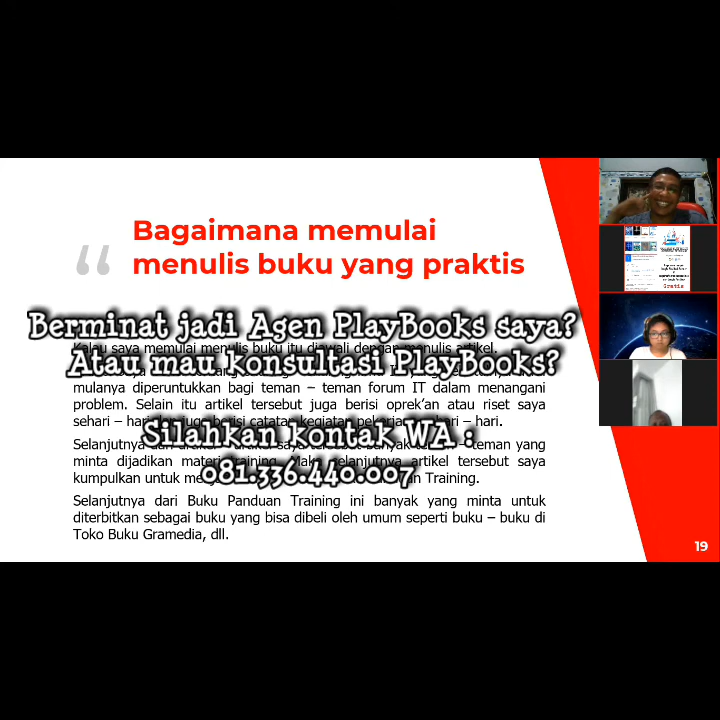 Bagaimana memulai
menulis buku yang praktis
Berminat jadi Agen PlayBooks saya?
Kalau saya memulai menulis buku itu diawali dengan menulis artikel.
Atau mau konsultasi PlayBooks?
mulanya diperuntukkan bagi teman – teman forum IT dalam menangani
problem. Selain itu artikel tersebut juga berisi oprek’an atau riset saya
sehari – hari dan juga berisi catatan kegiatan pekerjaan sehari – hari.
Silahkan kontak WA :
Selanjutnya dari saya banyak teman – teman yang
minta dijadikan materi training. Maka selanjutnya artikel tersebut saya
081.336.440.007
kumpulkan untuk Training.
Selanjutnya dari Buku Panduan Training ini banyak yang minta untuk
diterbitkan sebagai buku yang bisa dibeli oleh umum seperti buku – buku di
Toko Buku Gramedia, dll.
19